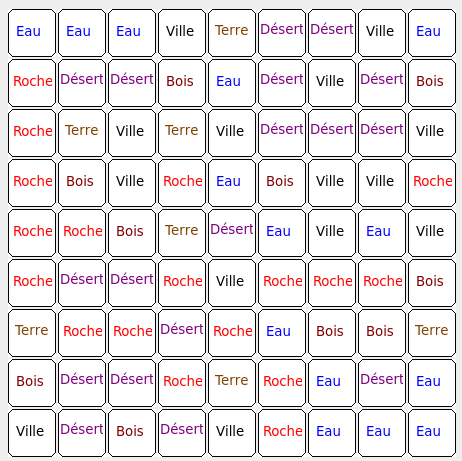 Eau Eau Eau Ville Terre Désert Désert Ville Eau
Roche Désert Désert Bois Eau Désert Ville Désert Bois
Roche Terre Ville Terre Ville Désert Désert Désert Ville
Roche Bois Ville Roche Eau Bois Ville Ville Roche
Roche Roche Bois Terre Désert Eau Ville Eau Ville
Roche Désert Désert Roche Ville Roche Roche Roche Bois
Terre Roche Roche Désert Roche Eau Bois Bois Terre
Bois Désert Désert Roche Terre Roche Eau Désert Eau
Ville Désert Bois Désert Ville Roche Eau Eau Eau